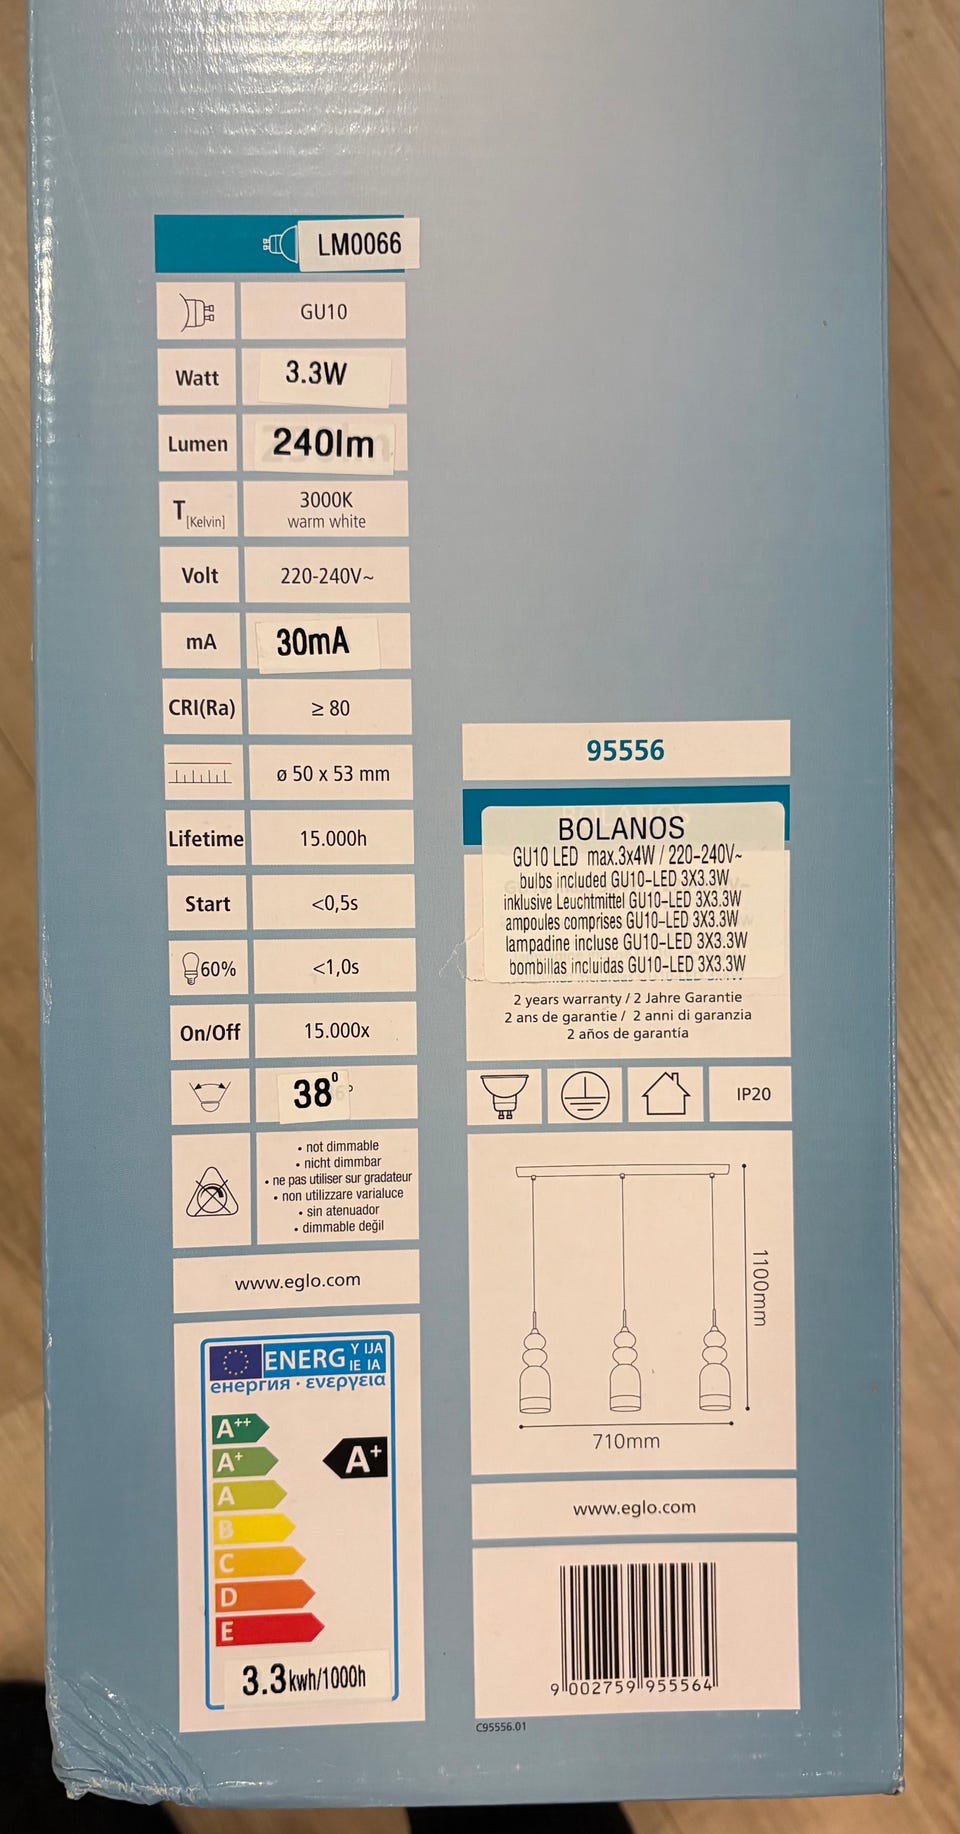 LM0066
GU10
Watt 3.3W
Lumen 240lm
T [Kelvin] 3000K
warm white
Volt 220-240V~
mA 30mA
CRI(Ra) ≥ 80
ø 50 x 53 mm
Lifetime 15.000h
Start <0,5s
60% <1,0s
On/Off 15.000x
38°
• not dimmable
• nicht dimmbar
• ne pas utiliser sur gradateur
• non utilizzare varialuce
• sin atenuador
• dimmable değil
www.eglo.com
ENERG Y IJA
IE IA
енергия · ενεργεια
A++
A+
A+
A
B
C
D
E
3.3kwh/1000h
95556
BOLANOS
GU10 LED max.3x4W / 220-240V~
bulbs included GU10-LED 3X3.3W
inklusive Leuchtmittel GU10-LED 3X3.3W
ampoules comprises GU10-LED 3X3.3W
lampadine incluse GU10-LED 3X3.3W
bombillas incluidas GU10-LED 3X3.3W
2 years warranty / 2 Jahre Garantie
2 ans de garantie / 2 anni di garanzia
2 años de garantía
IP20
1100mm
710mm
www.eglo.com
9 002759 955564
C95556.01